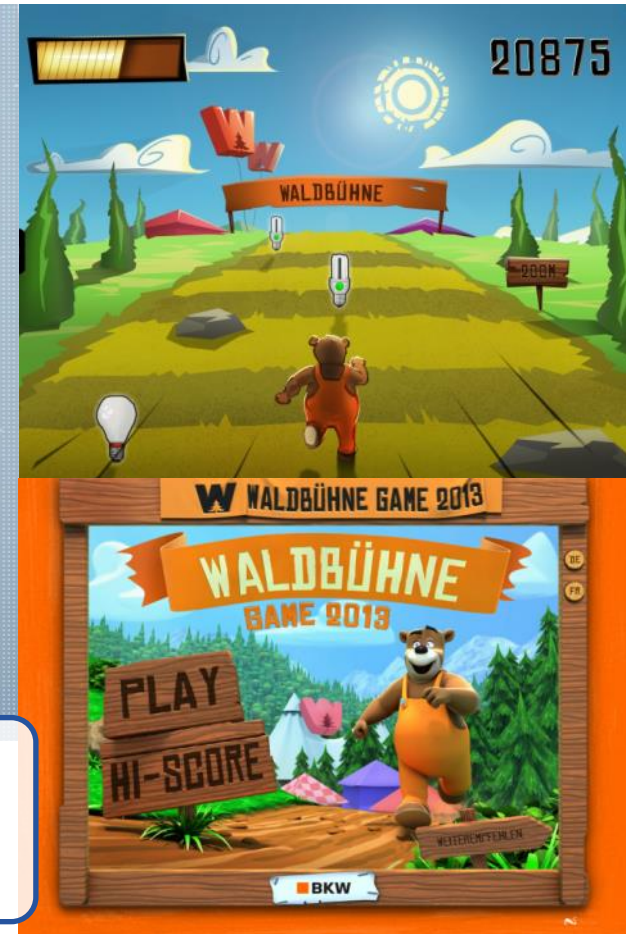 20875
W
W
WALDBÜHNE
200M
W WALDBÜHNE GAME 2013
WALDBÜHNE
GAME 2013
DE
FR
PLAY
W
HI-SCORE
WEITEREMPFEHLEN
BKW